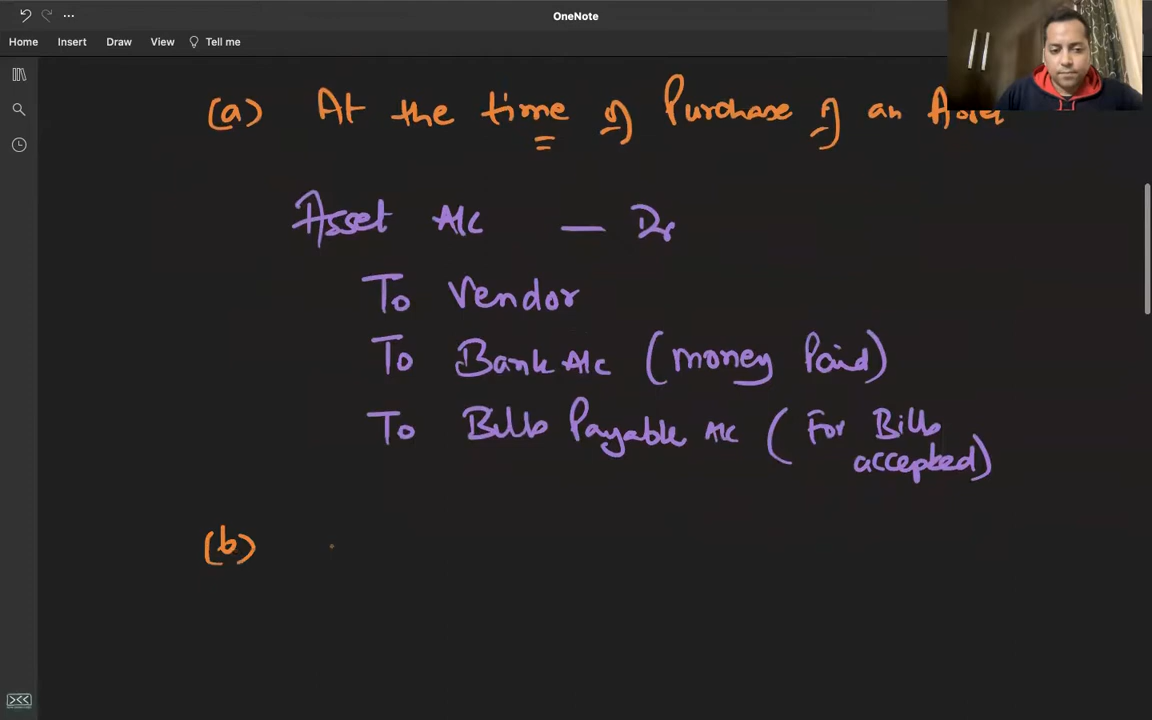 OneNote
Home Insert Draw View Tell me
(a) At the time of Purchase of an Asset
Asset A/c — Dr
To Vendor
To Bank A/c (Money Paid)
To Bills Payable A/c (For Bills
accepted)
(b)